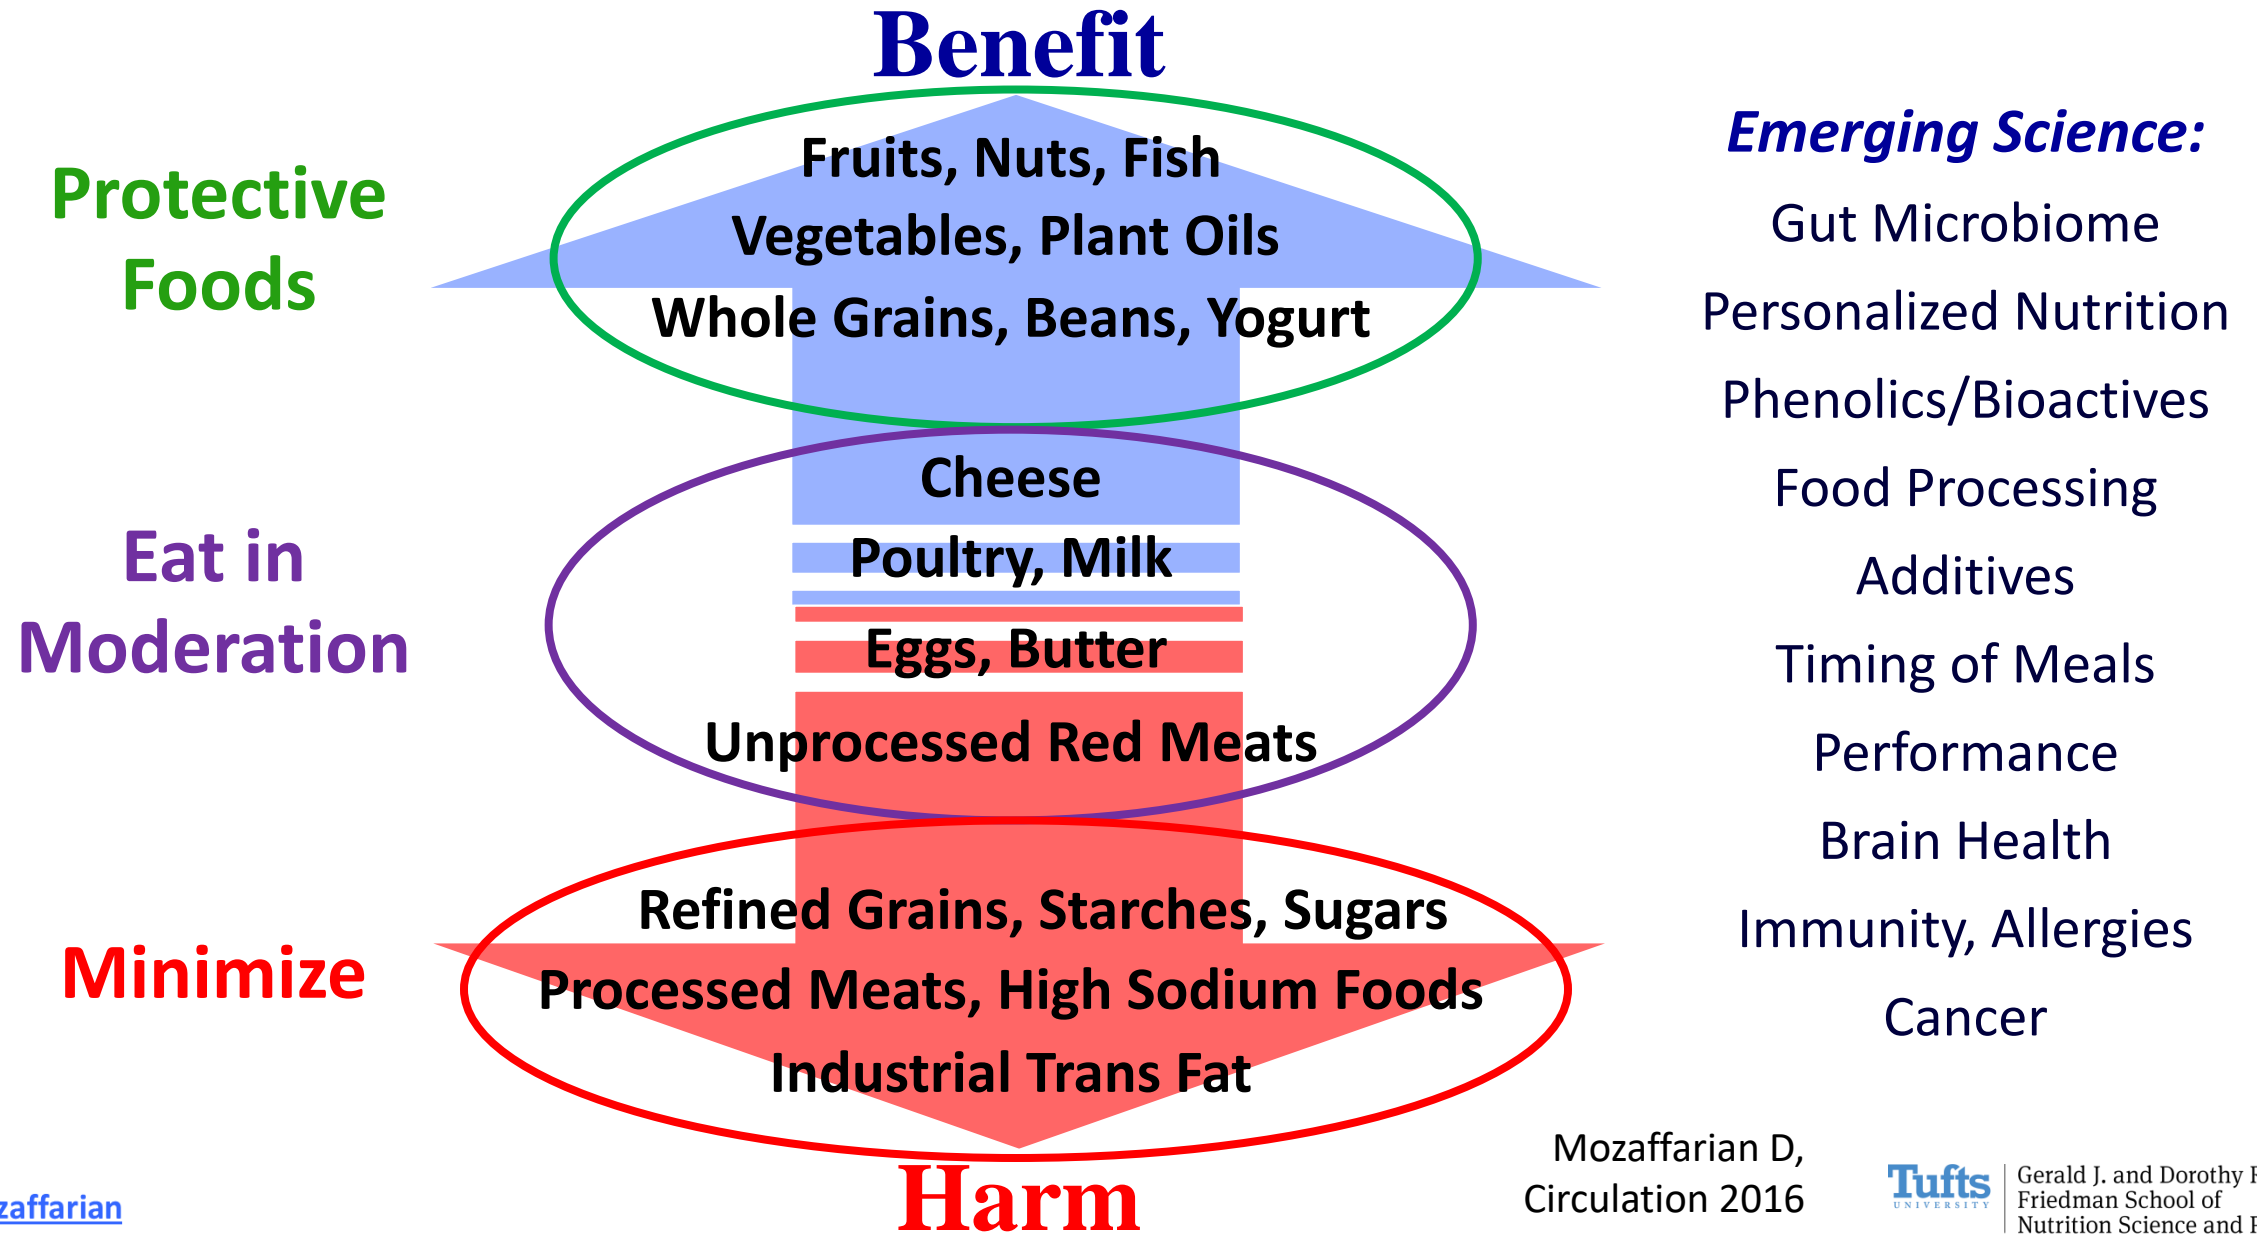 Benefit
Protective
Foods
Fruits, Nuts, Fish
Vegetables, Plant Oils
Whole Grains, Beans, Yogurt
Eat in
Moderation
Cheese
Poultry, Milk
Eggs, Butter
Unprocessed Red Meats
Minimize
Refined Grains, Starches, Sugars
Processed Meats, High Sodium Foods
Industrial Trans Fat
Harm
Emerging Science:
Gut Microbiome
Personalized Nutrition
Phenolics/Bioactives
Food Processing
Additives
Timing of Meals
Performance
Brain Health
Immunity, Allergies
Cancer
Mozaffarian D,
Circulation 2016
zaffarian
Tufts
UNIVERSITY
Gerald J. and Dorothy
Friedman School of
Nutrition Science and